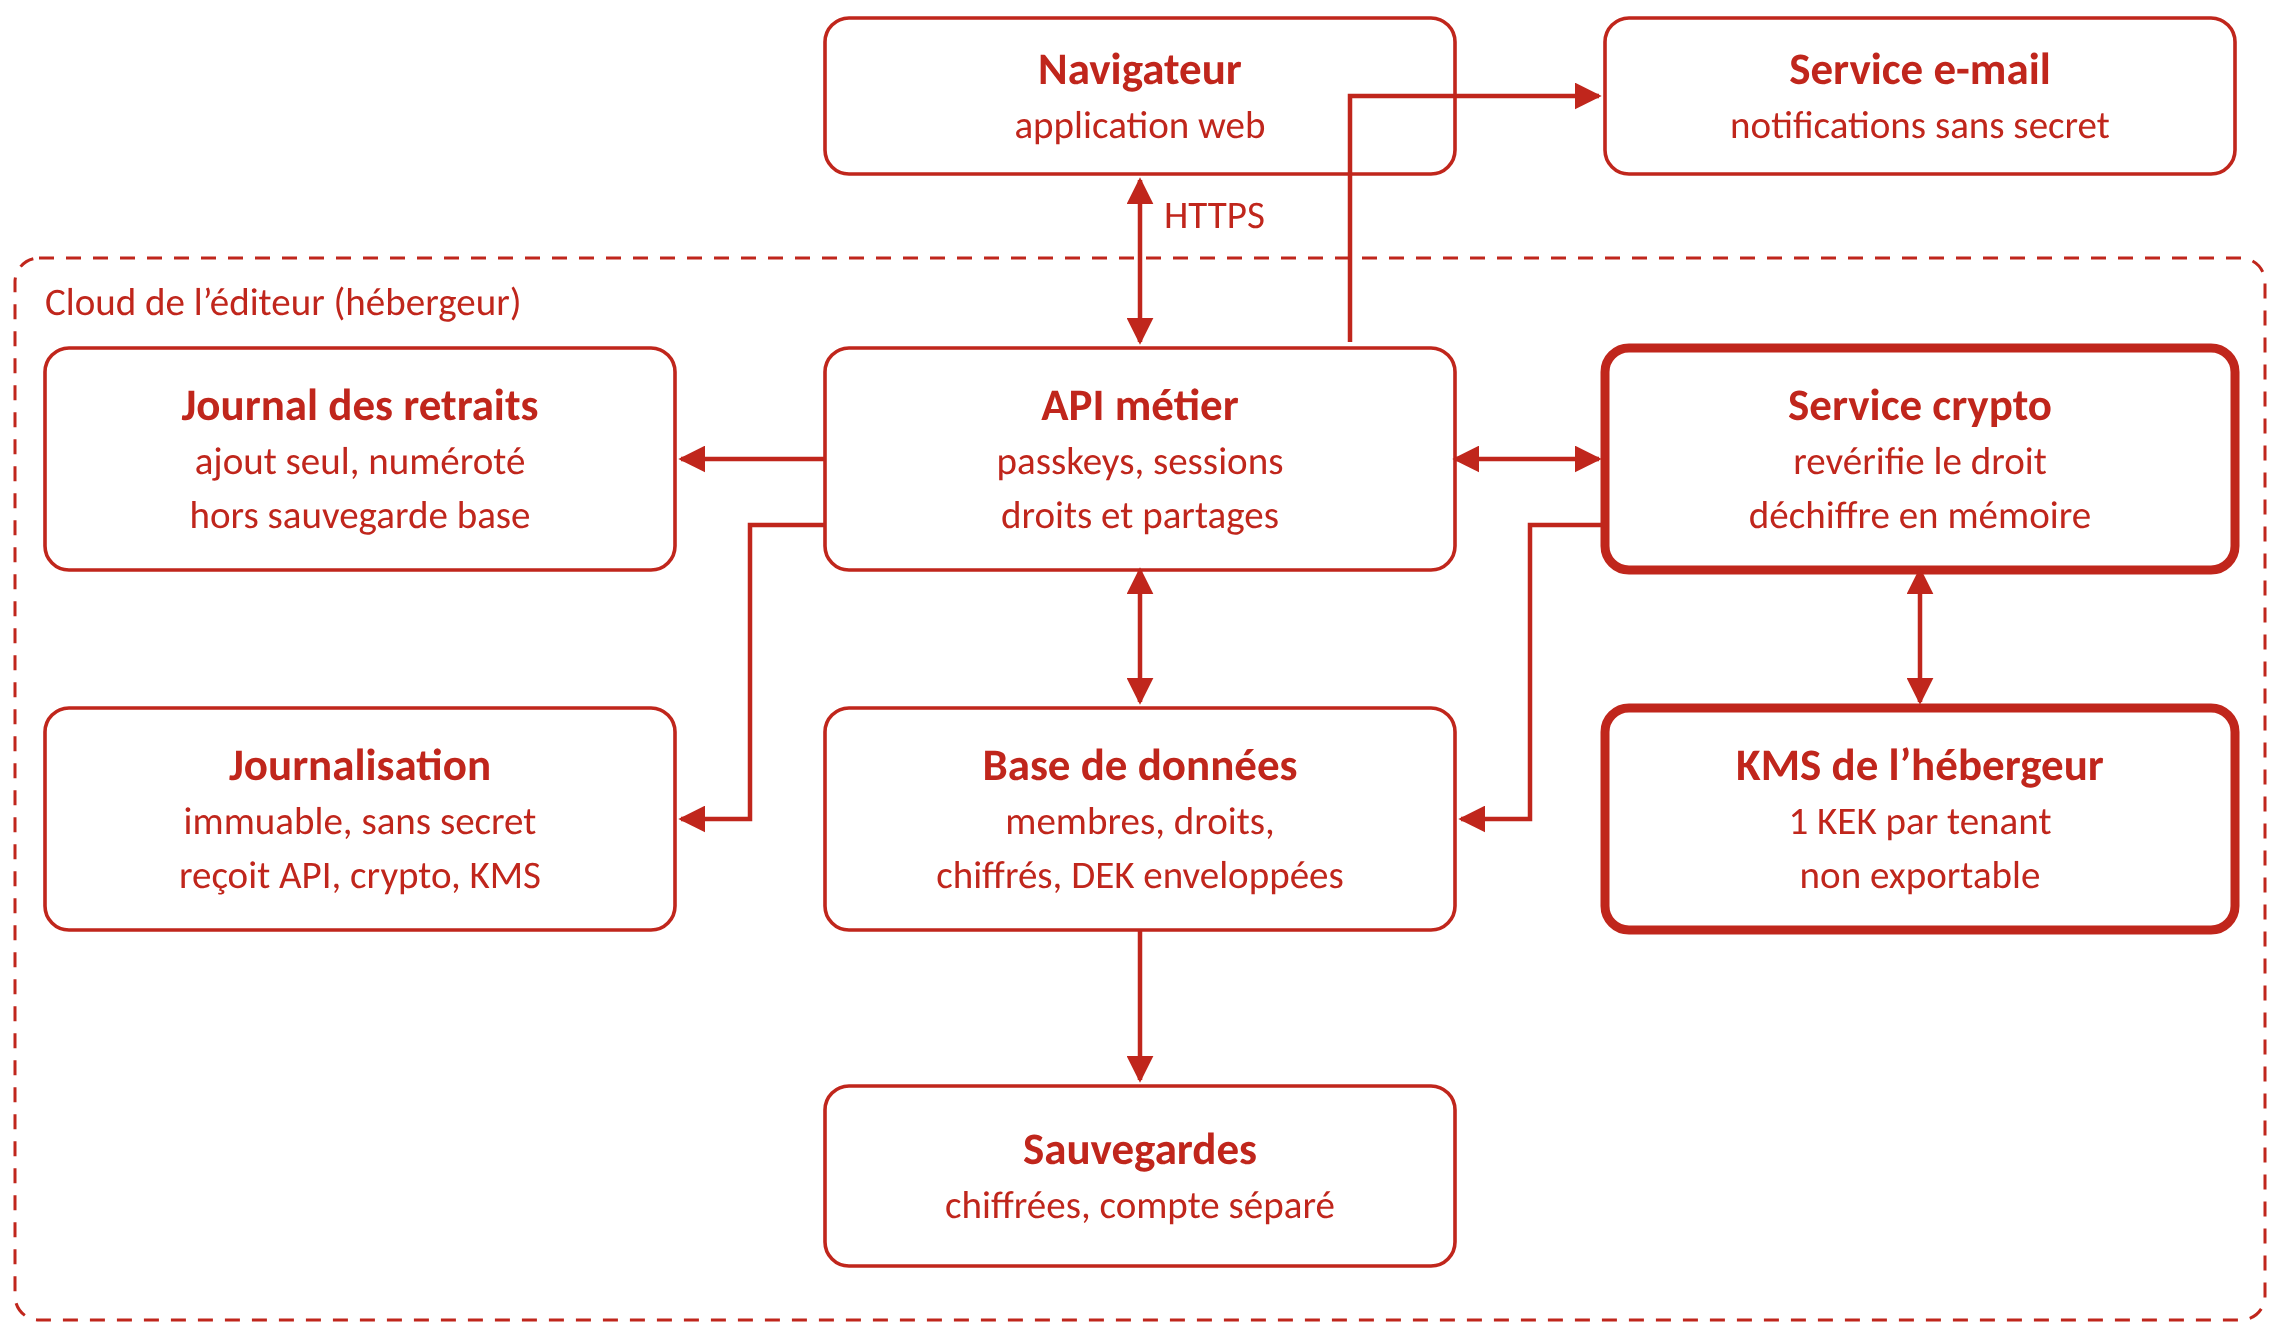 Navigateur
application web
Service e-mail
notifications sans secret
HTTPS
Cloud de l’éditeur (hébergeur)
Journal des retraits
ajout seul, numéroté
hors sauvegarde base
API métier
passkeys, sessions
droits et partages
Service crypto
revérifie le droit
déchiffre en mémoire
Journalisation
immuable, sans secret
reçoit API, crypto, KMS
Base de données
membres, droits,
chiffrés, DEK enveloppées
KMS de l’hébergeur
1 KEK par tenant
non exportable
Sauvegardes
chiffrées, compte séparé